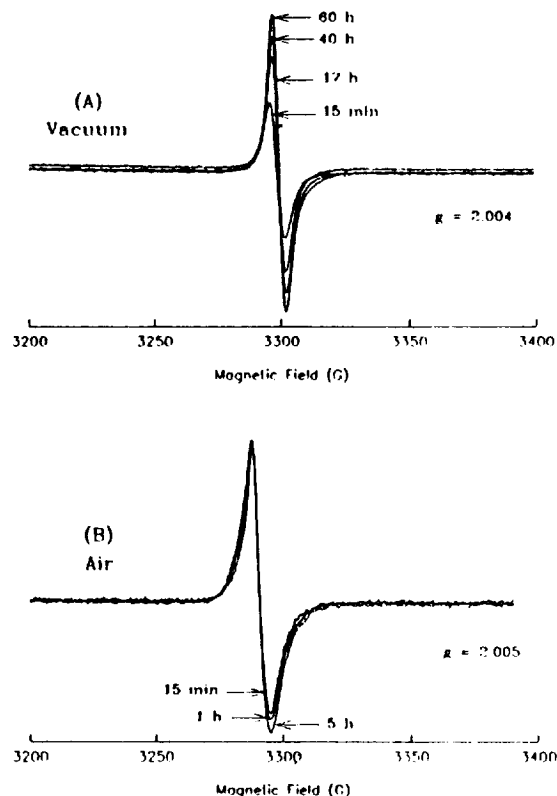 60 h
40 h
12 h
(A)
15 min
Vacuum
g = 2.004
3200 3250 3300 3350 3400
Magnetic Field (G)
(B)
Air
g = 2.005
15 min
1 h
5 h
3200 3250 3300 3350 3400
Magnetic Field (G)